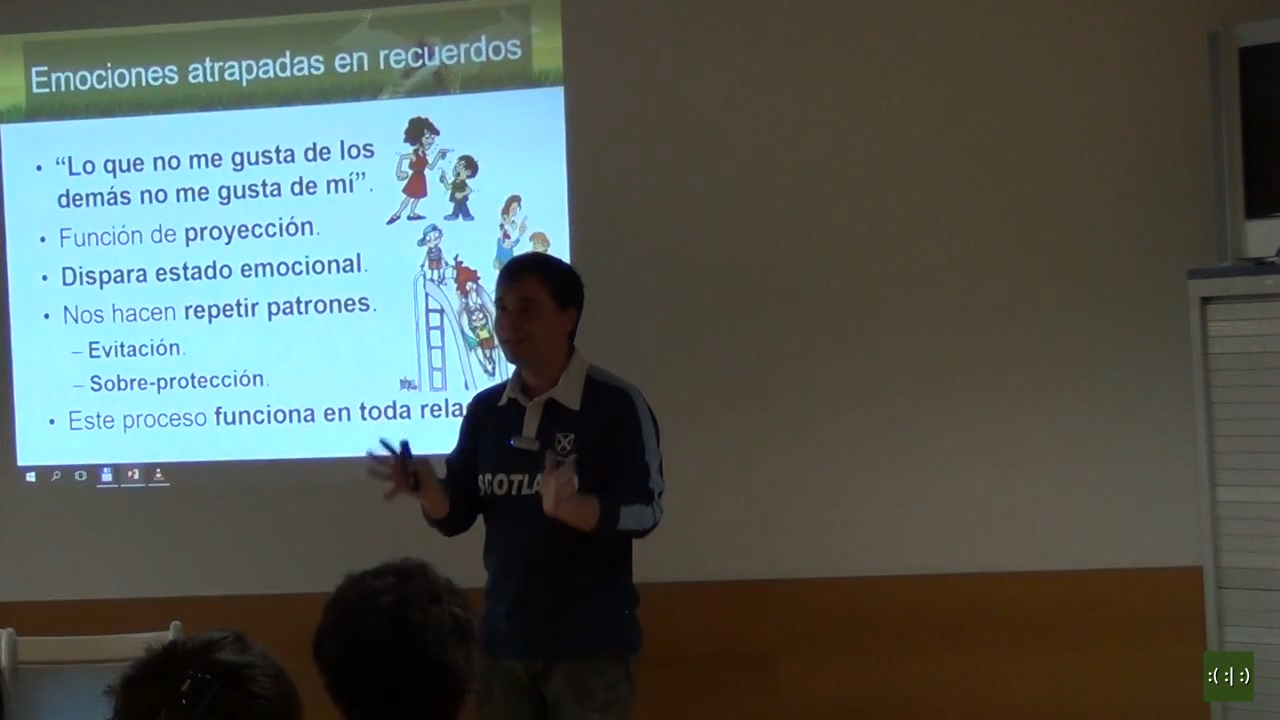 Emociones atrapadas en recuerdos
• “Lo que no me gusta de los
demás no me gusta de mí”.
• Función de proyección.
• Dispara estado emocional.
• Nos hacen repetir patrones.
– Evitación.
– Sobre-protección.
• Este proceso funciona en toda
SCOTLA
:( :| :)